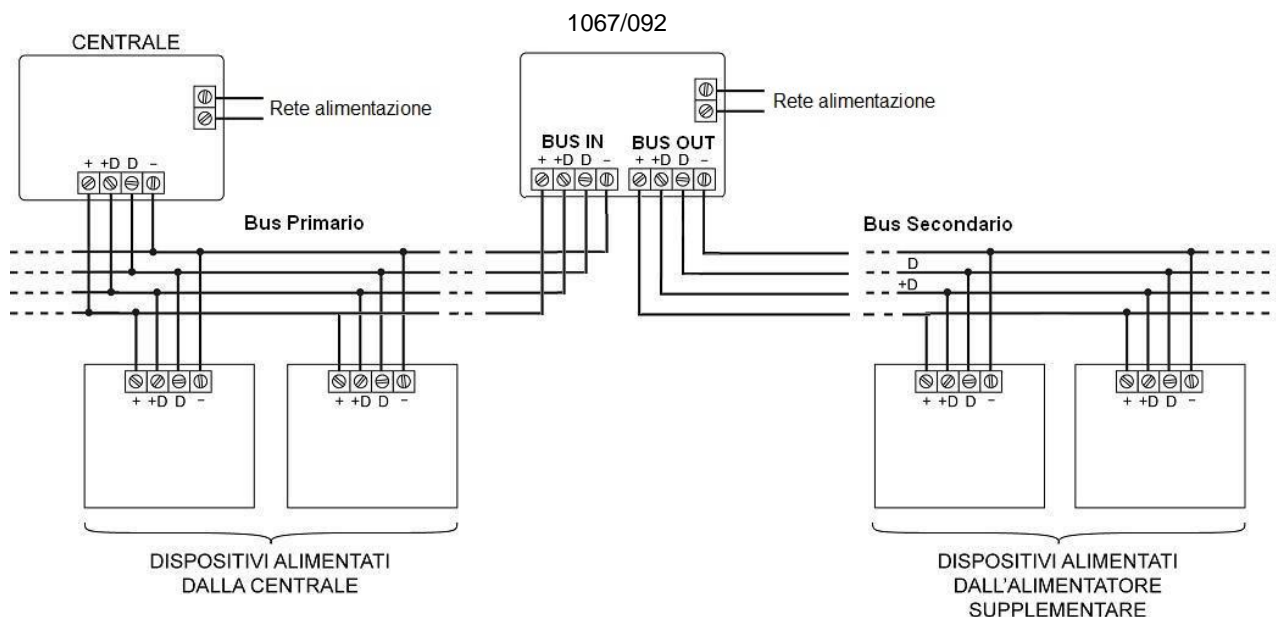 1067/092
CENTRALE
Rete alimentazione
Rete alimentazione
BUS IN BUS OUT
+ +D D – + +D D –
+ +D D –
Bus Primario
Bus Secondario
D
+D
+ +D D –
+ +D D –
+ +D D –
+ +D D –
DISPOSITIVI ALIMENTATI
DALLA CENTRALE
DISPOSITIVI ALIMENTATI
DALL'ALIMENTATORE
SUPPLEMENTARE